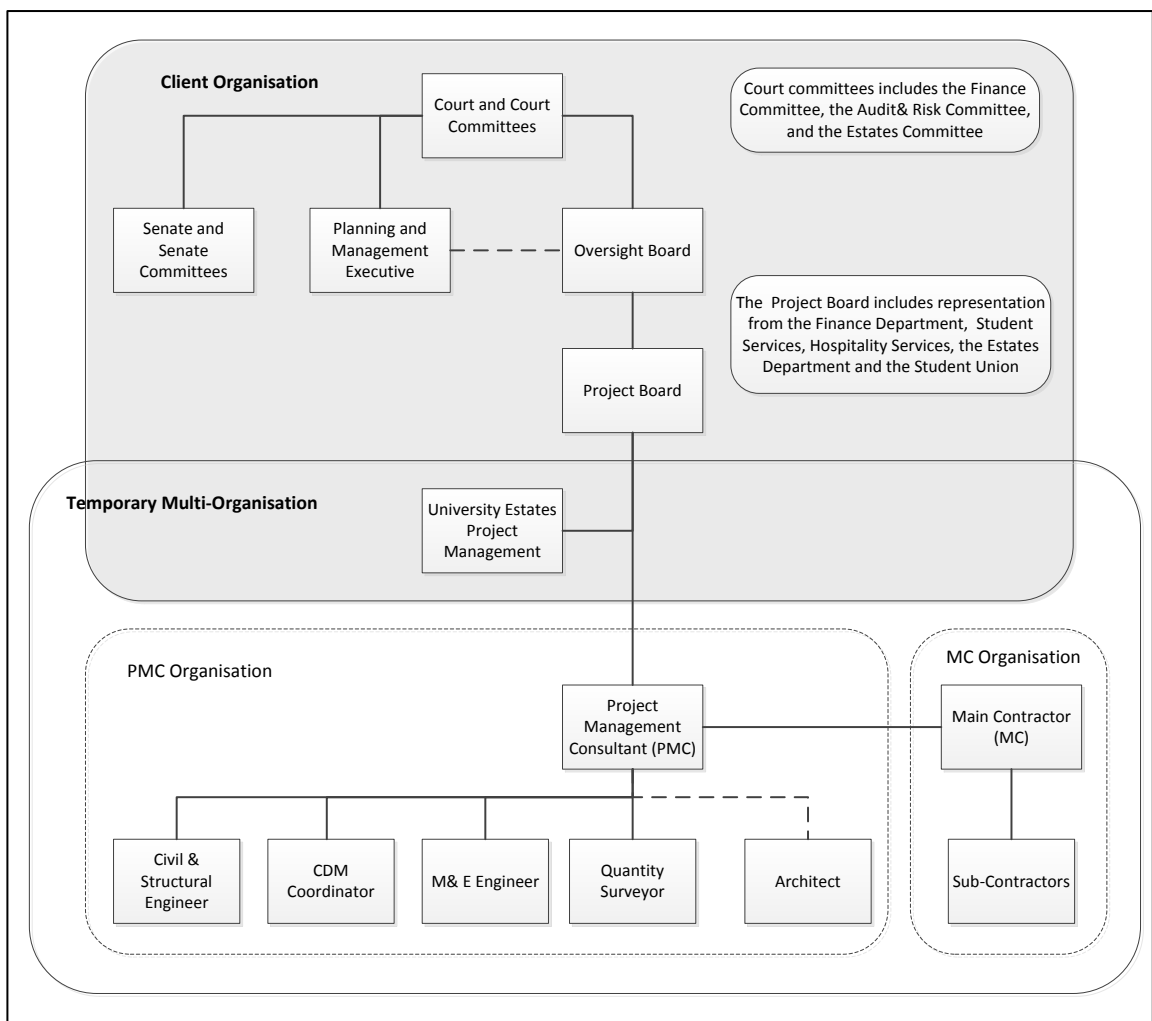 Client Organisation
Court and Court
Committees
Court committees includes the Finance
Committee, the Audit& Risk Committee,
and the Estates Committee
Senate and
Senate
Committees
Planning and
Management
Executive
Oversight Board
The  Project Board includes representation
from the Finance Department,  Student
Services, Hospitality Services, the Estates
Department and the Student Union
Project Board
Temporary Multi-Organisation
University Estates
Project
Management
PMC Organisation
MC Organisation
Project
Management
Consultant (PMC)
Main Contractor
(MC)
Civil &
Structural
Engineer
CDM
Coordinator
M& E Engineer
Quantity
Surveyor
Architect
Sub-Contractors